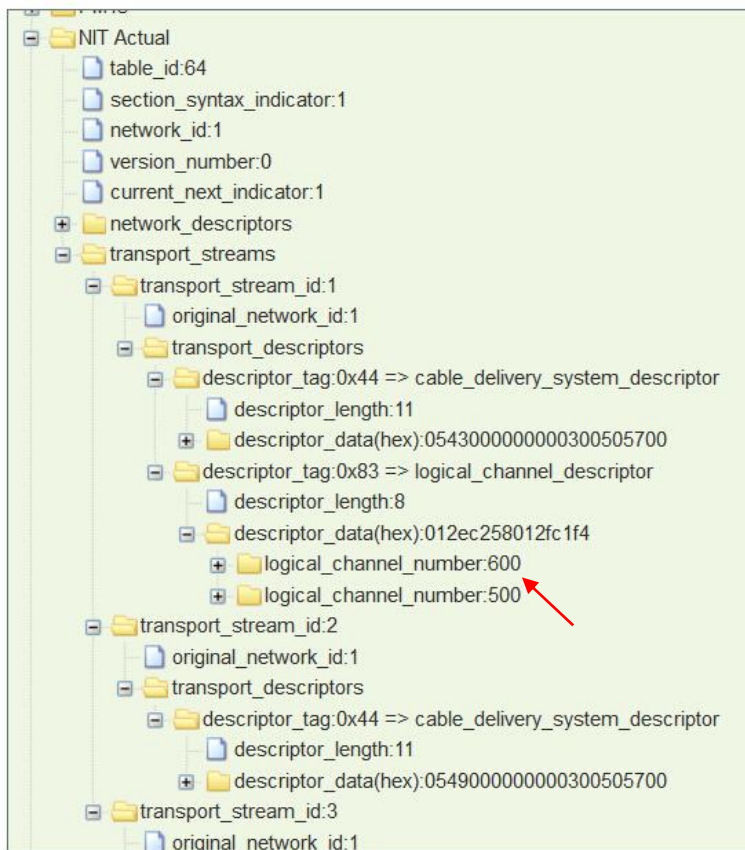 NIT Actual
table_id:64
section_syntax_indicator:1
network_id:1
version_number:0
current_next_indicator:1
network_descriptors
transport_streams
transport_stream_id:1
original_network_id:1
transport_descriptors
descriptor_tag:0x44 => cable_delivery_system_descriptor
descriptor_length:11
descriptor_data(hex):0543000000000300505700
descriptor_tag:0x83 => logical_channel_descriptor
descriptor_length:8
descriptor_data(hex):012ec258012fc1f4
logical_channel_number:600
logical_channel_number:500
transport_stream_id:2
original_network_id:1
transport_descriptors
descriptor_tag:0x44 => cable_delivery_system_descriptor
descriptor_length:11
descriptor_data(hex):0549000000000300505700
transport_stream_id:3
original_network_id:1